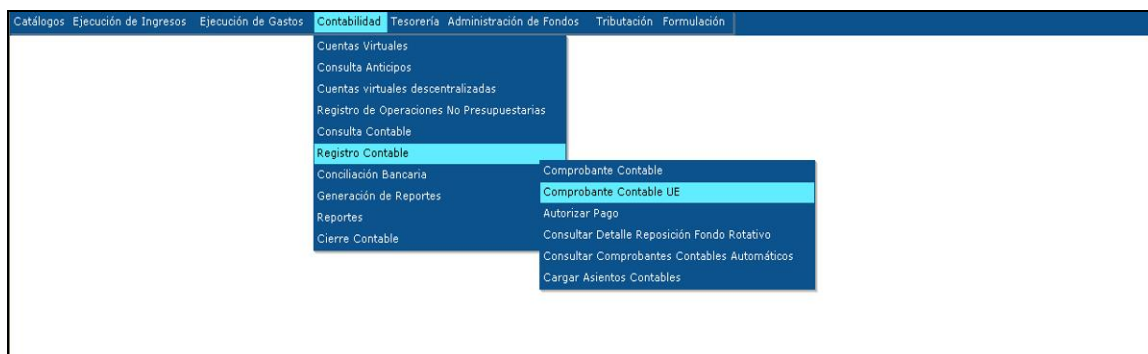 Catálogos Ejecución de Ingresos Ejecución de Gastos Contabilidad Tesorería Administración de Fondos Tributación Formulación
Cuentas Virtuales
Consulta Anticipos
Cuentas virtuales descentralizadas
Registro de Operaciones No Presupuestarias
Consulta Contable
Registro Contable
Conciliación Bancaria
Generación de Reportes
Reportes
Cierre Contable
Comprobante Contable
Comprobante Contable UE
Autorizar Pago
Consultar Detalle Reposición Fondo Rotativo
Consultar Comprobantes Contables Automáticos
Cargar Asientos Contables